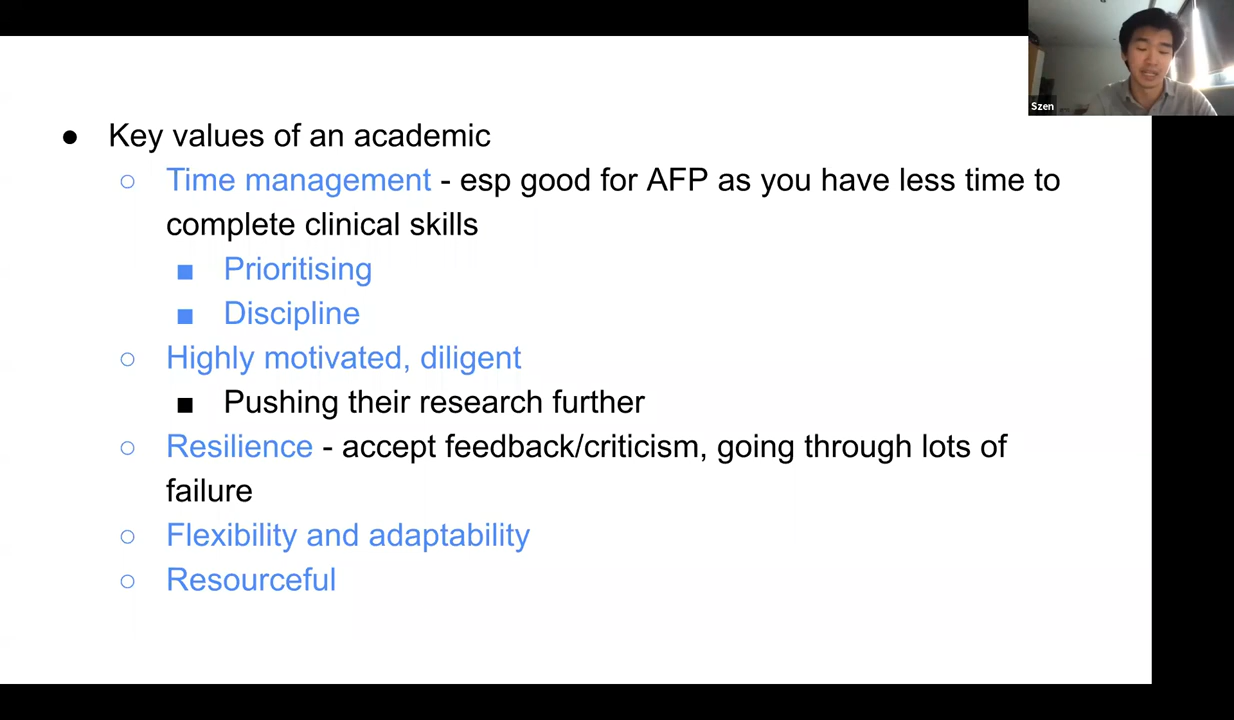 Szen
● Key values of an academic
○ Time management - esp good for AFP as you have less time to
complete clinical skills
■ Prioritising
■ Discipline
○ Highly motivated, diligent
■ Pushing their research further
○ Resilience - accept feedback/criticism, going through lots of
failure
○ Flexibility and adaptability
○ Resourceful